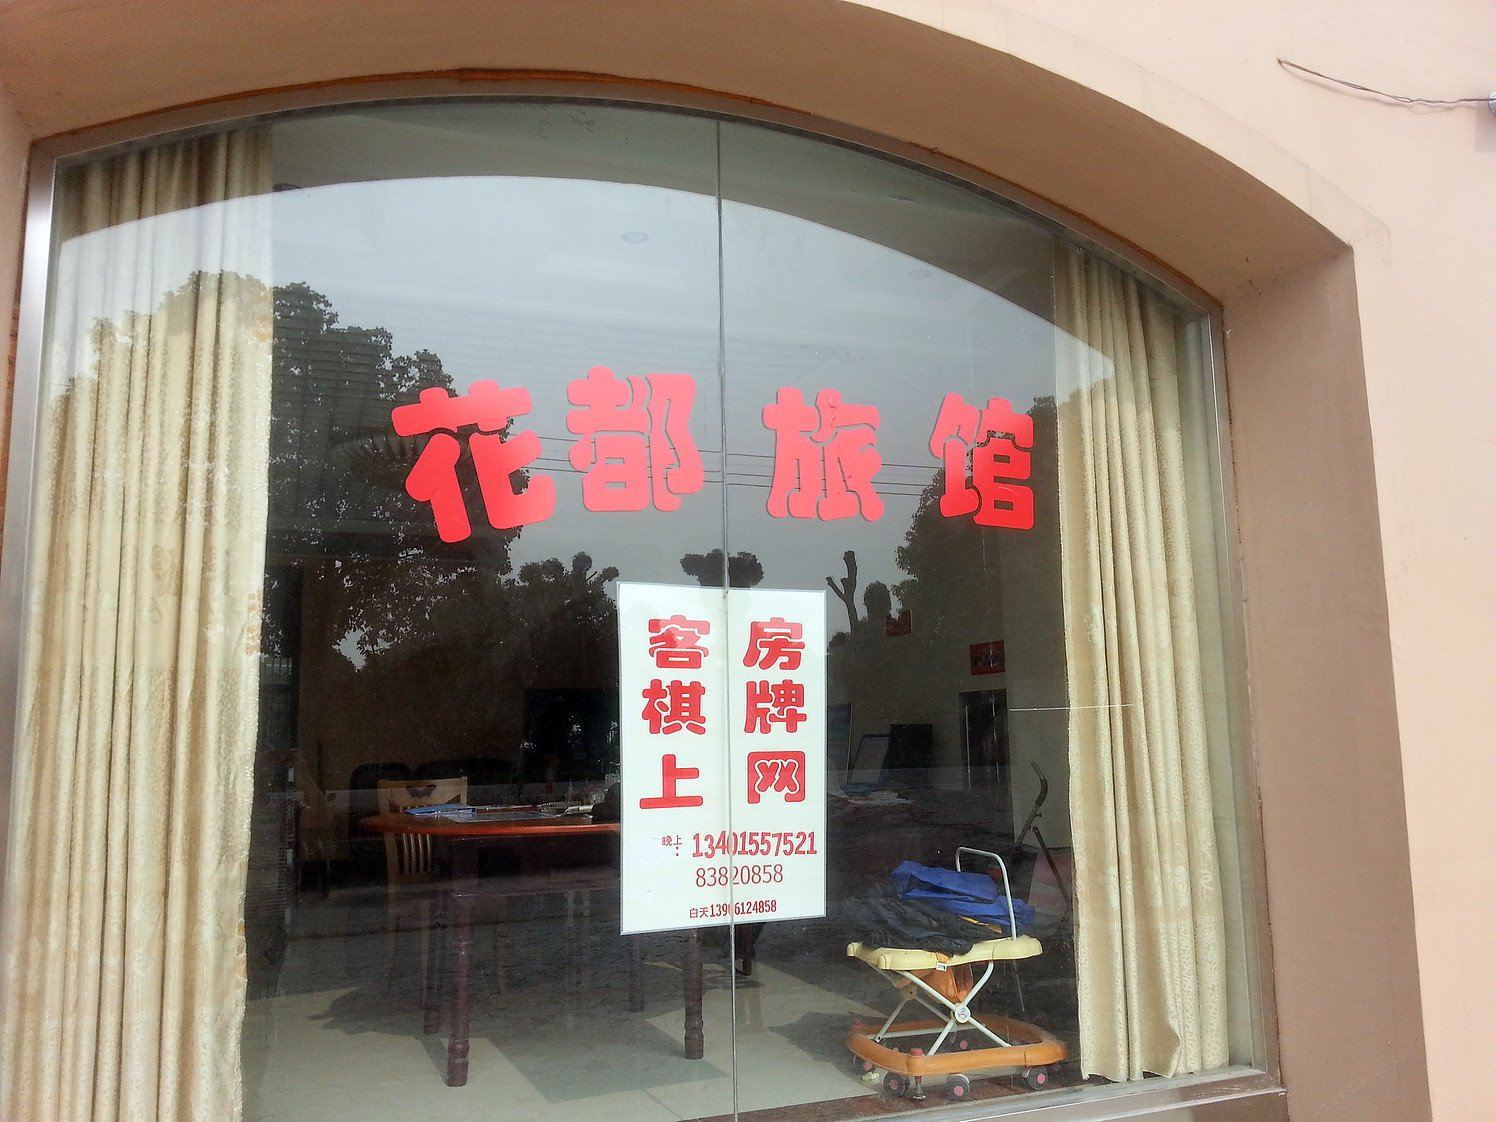 花都旅馆
客房
棋牌
上网
晚上: 13401557521
83820858
白天13906124858